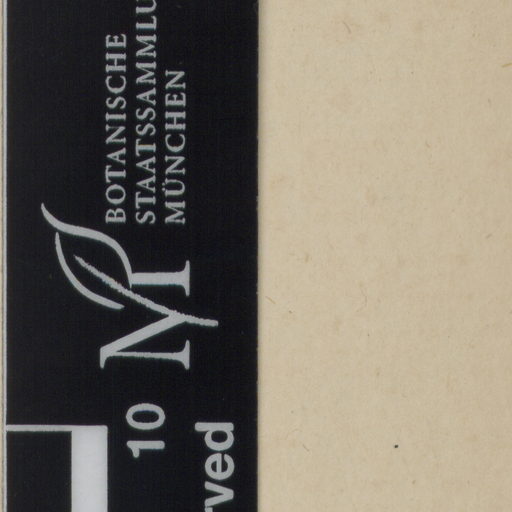 BOTANISCHE
STAATSSAMMLU
MÜNCHEN
M
10
rved